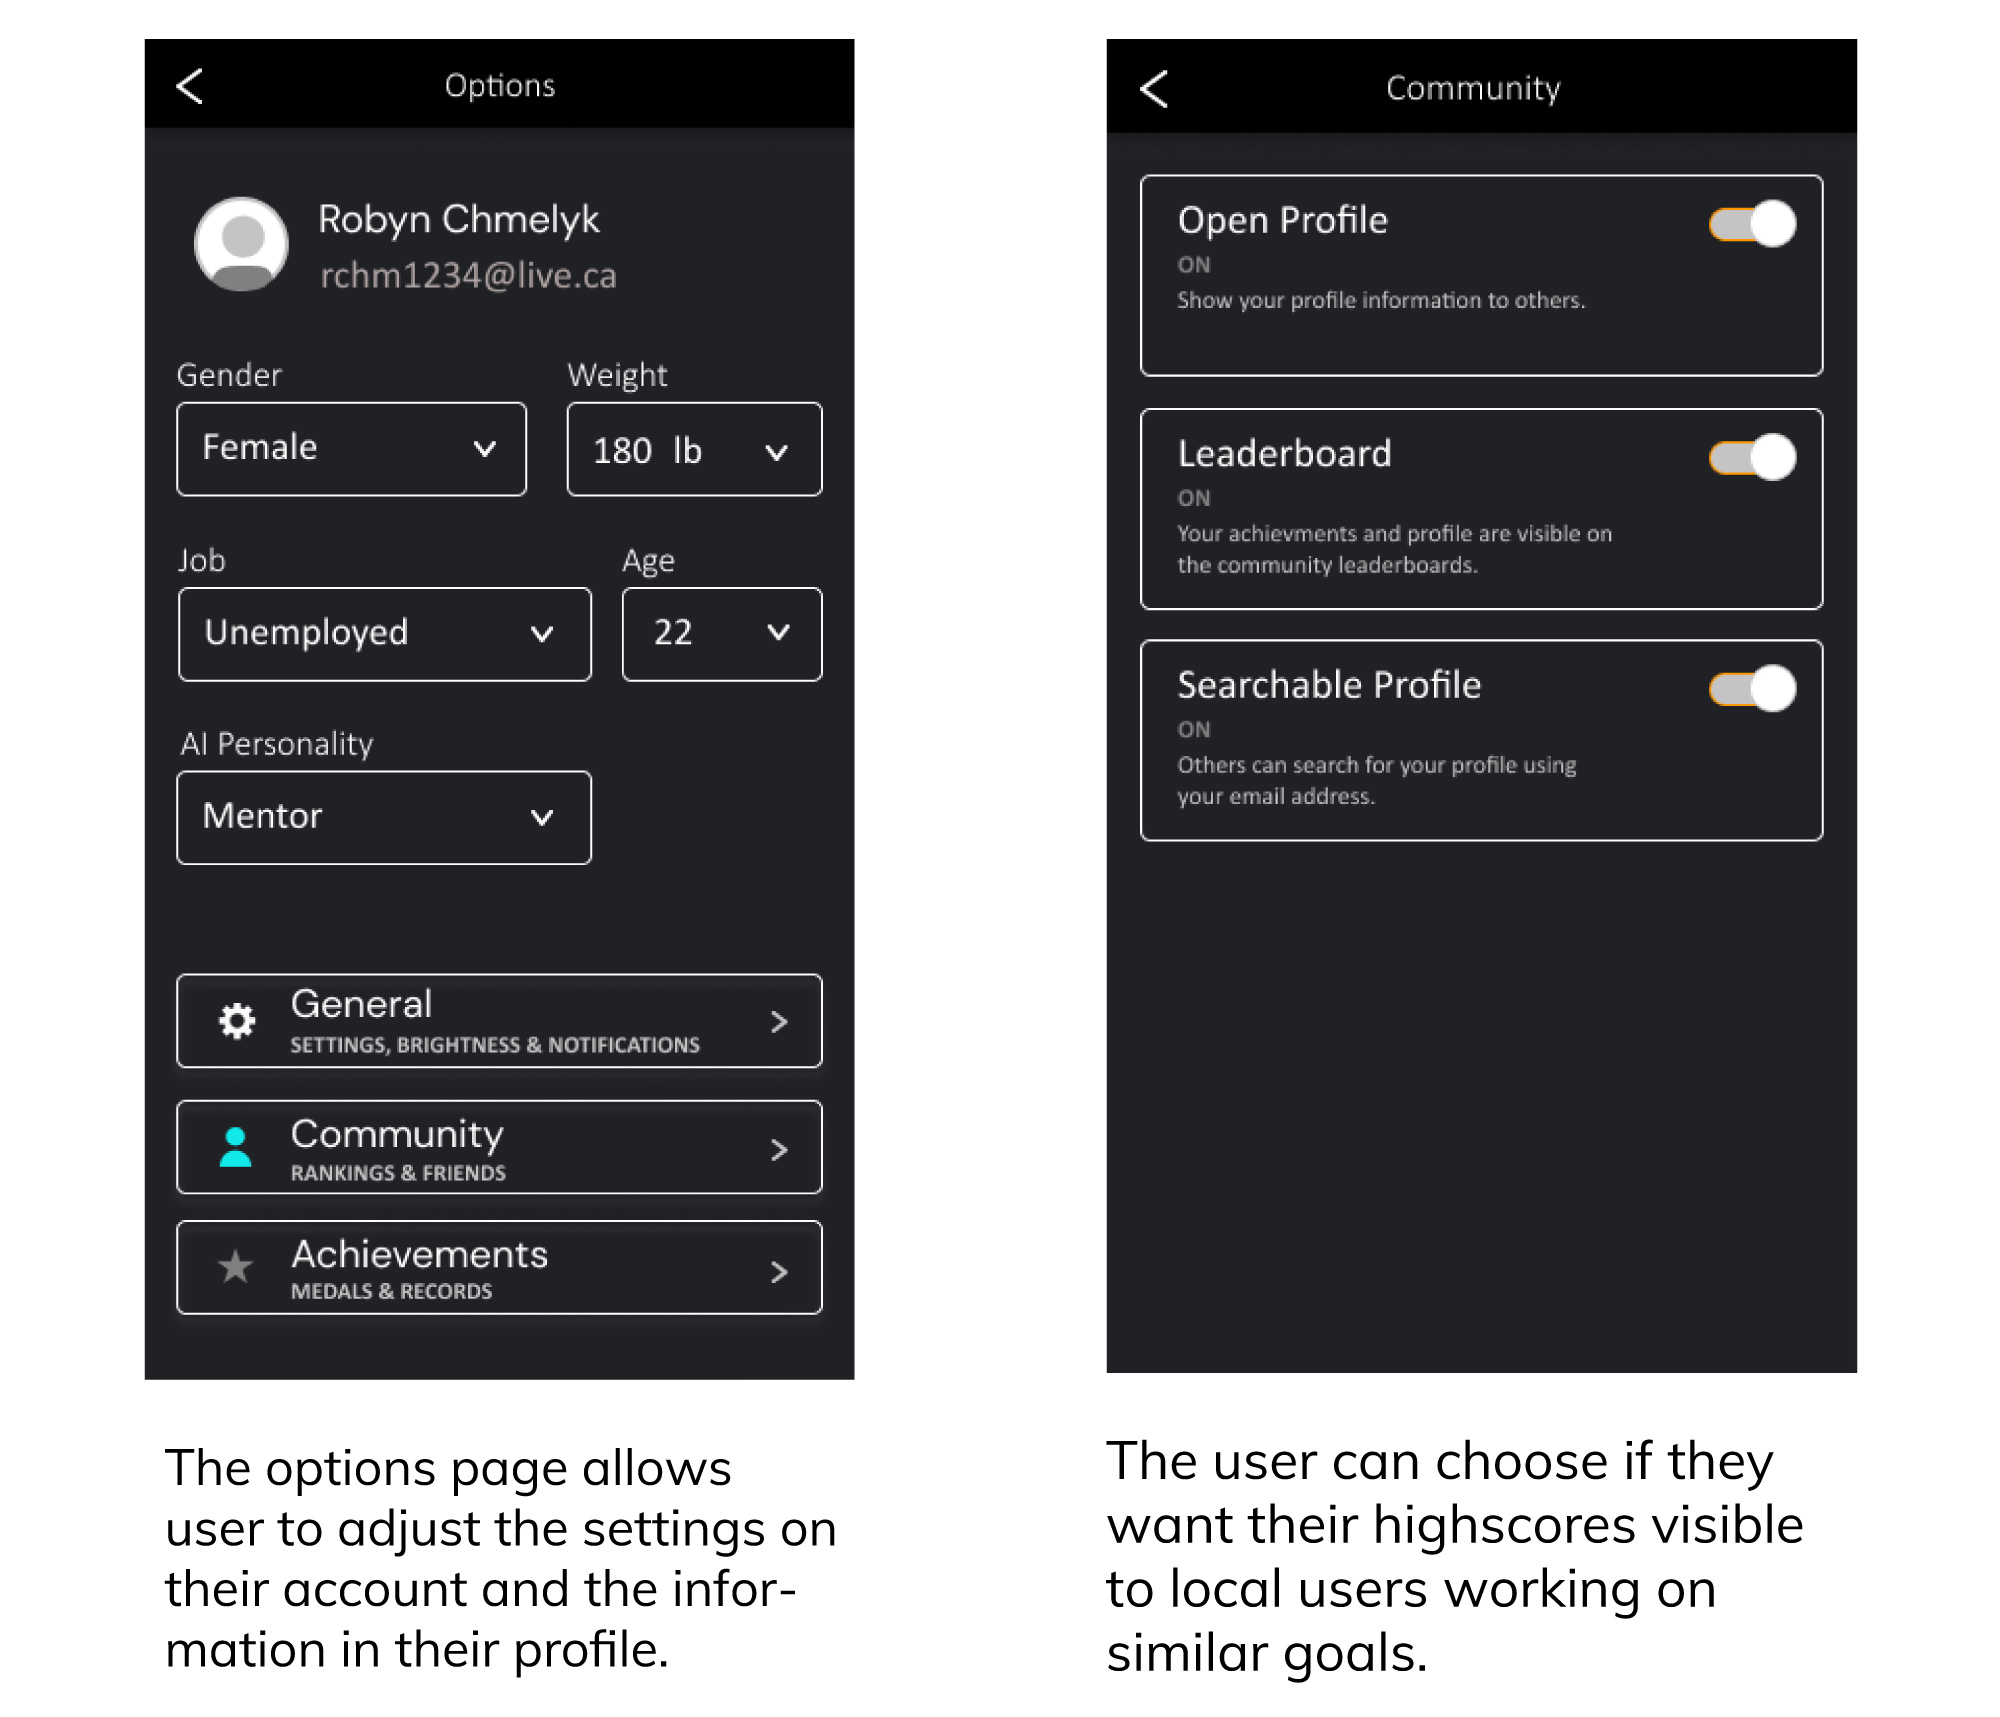 Options
Robyn Chmelyk
rchm1234@live.ca
Gender
Weight
Female
180 lb
Job
Age
Unemployed
22
AI Personality
Mentor
General
SETTINGS, BRIGHTNESS & NOTIFICATIONS
Community
RANKINGS & FRIENDS
Achievements
MEDALS & RECORDS
The options page allows
user to adjust the settings on
their account and the infor-
mation in their profile.
Community
Open Profile
ON
Show your profile information to others.
Leaderboard
ON
Your achievments and profile are visible on
the community leaderboards.
Searchable Profile
ON
Others can search for your profile using
your email address.
The user can choose if they
want their highscores visible
to local users working on
similar goals.